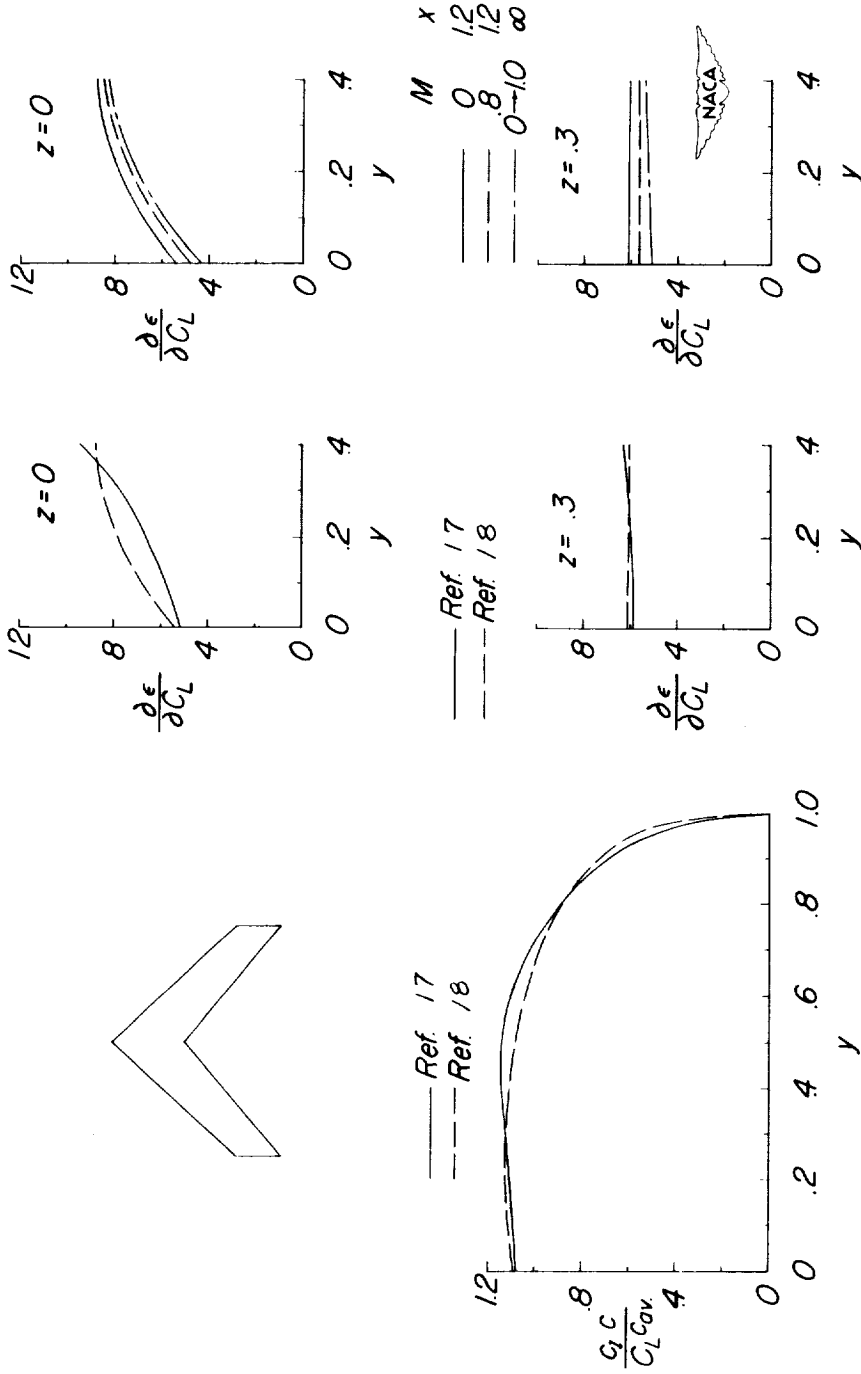 z=0
12
8
4
0
∂ε
∂C_L
0
.2
.4
y
z=0
12
8
4
0
∂ε
∂C_L
0
.2
.4
y
Ref. 17
Ref. 18
Ref. 17
Ref. 18
M x
0 1.2
.8 1.2
0→1.0 ∞
1.2
.8
.4
0
c_l c
C_L c_av.
0
.2
.4
.6
.8
1.0
y
z=.3
8
4
0
∂ε
∂C_L
0
.2
.4
y
z=.3
8
4
0
∂ε
∂C_L
0
.2
.4
y
NACA